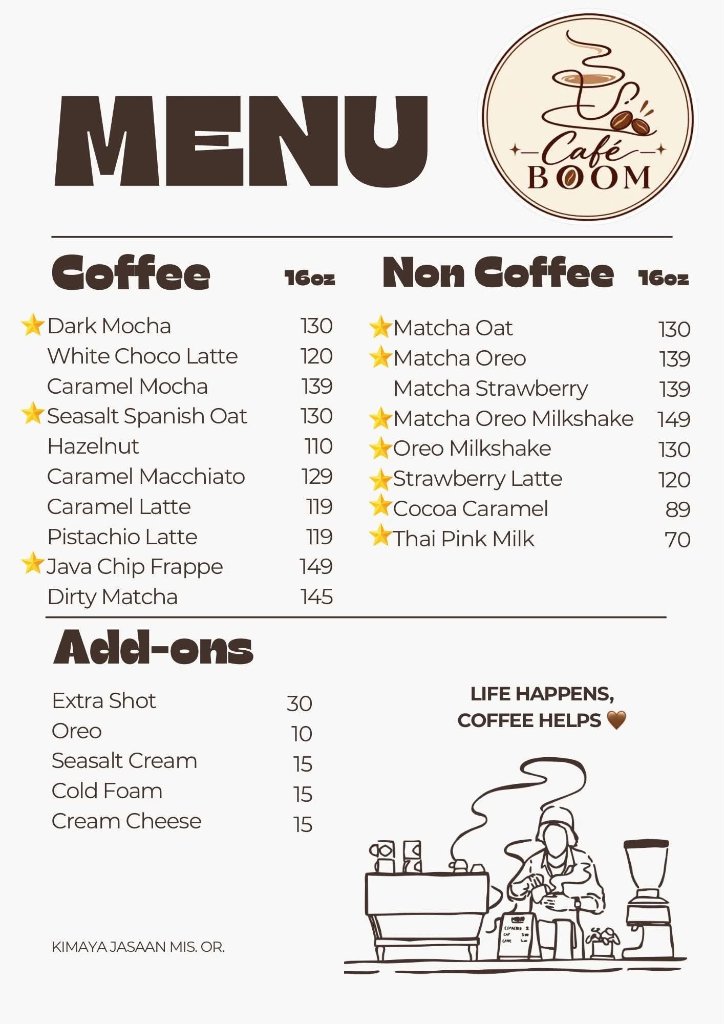 MENU
Café
BOOM
Coffee 16oz
Dark Mocha 130
White Choco Latte 120
Caramel Mocha 139
Seasalt Spanish Oat 130
Hazelnut 110
Caramel Macchiato 129
Caramel Latte 119
Pistachio Latte 119
Java Chip Frappe 149
Dirty Matcha 145
Non Coffee 16oz
Matcha Oat 130
Matcha Oreo 139
Matcha Strawberry 139
Matcha Oreo Milkshake 149
Oreo Milkshake 130
Strawberry Latte 120
Cocoa Caramel 89
Thai Pink Milk 70
Add-ons
Extra Shot 30
Oreo 10
Seasalt Cream 15
Cold Foam 15
Cream Cheese 15
LIFE HAPPENS,
COFFEE HELPS 🤎
MENU
KIMAYA JASAAN MIS. OR.